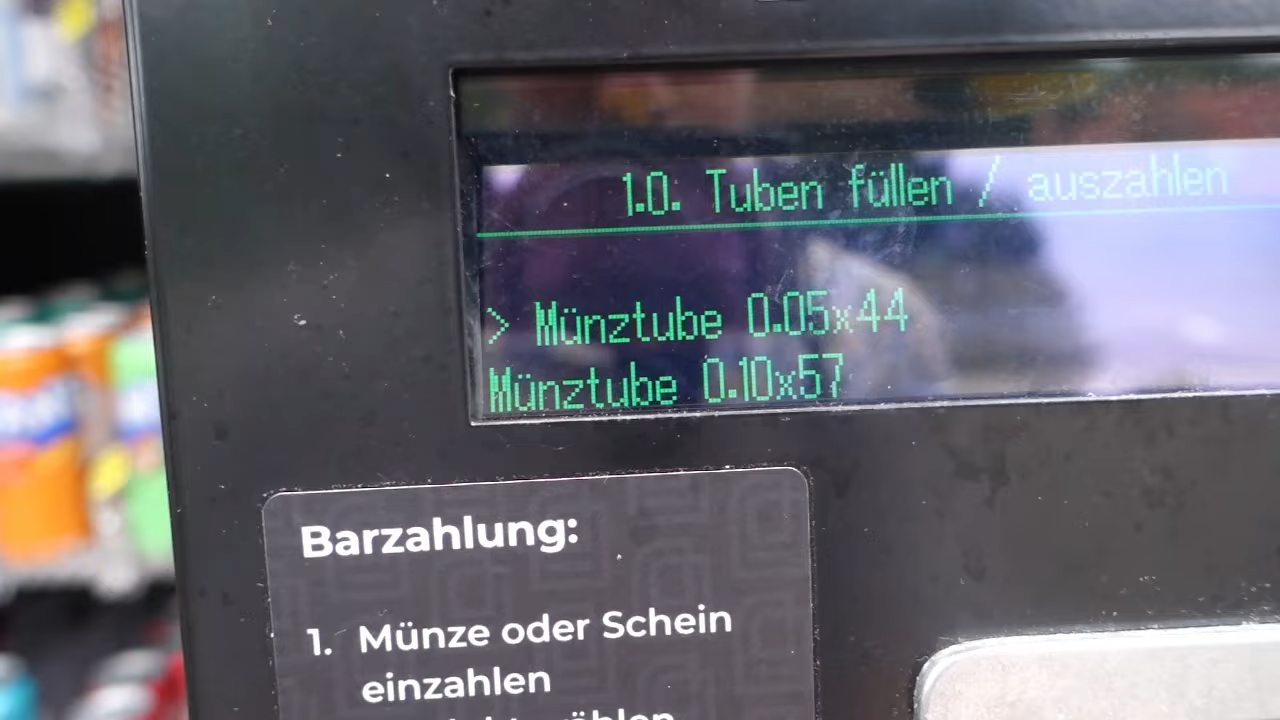 1.0. Tuben füllen / auszahlen
> Münztube 0.05x44
Münztube 0.10x57
Barzahlung:
1. Münze oder Schein
einzahlen